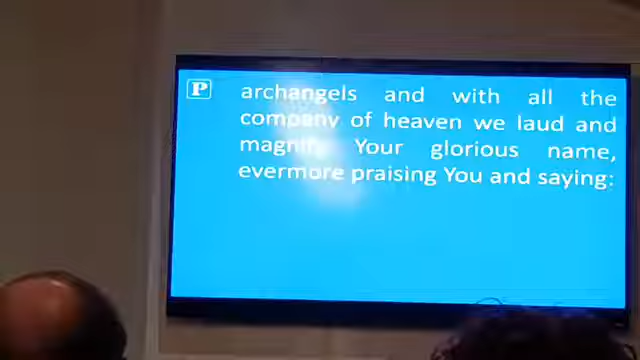 P archangels and with all the
company of heaven we laud and
magnify Your glorious name,
evermore praising You and saying: